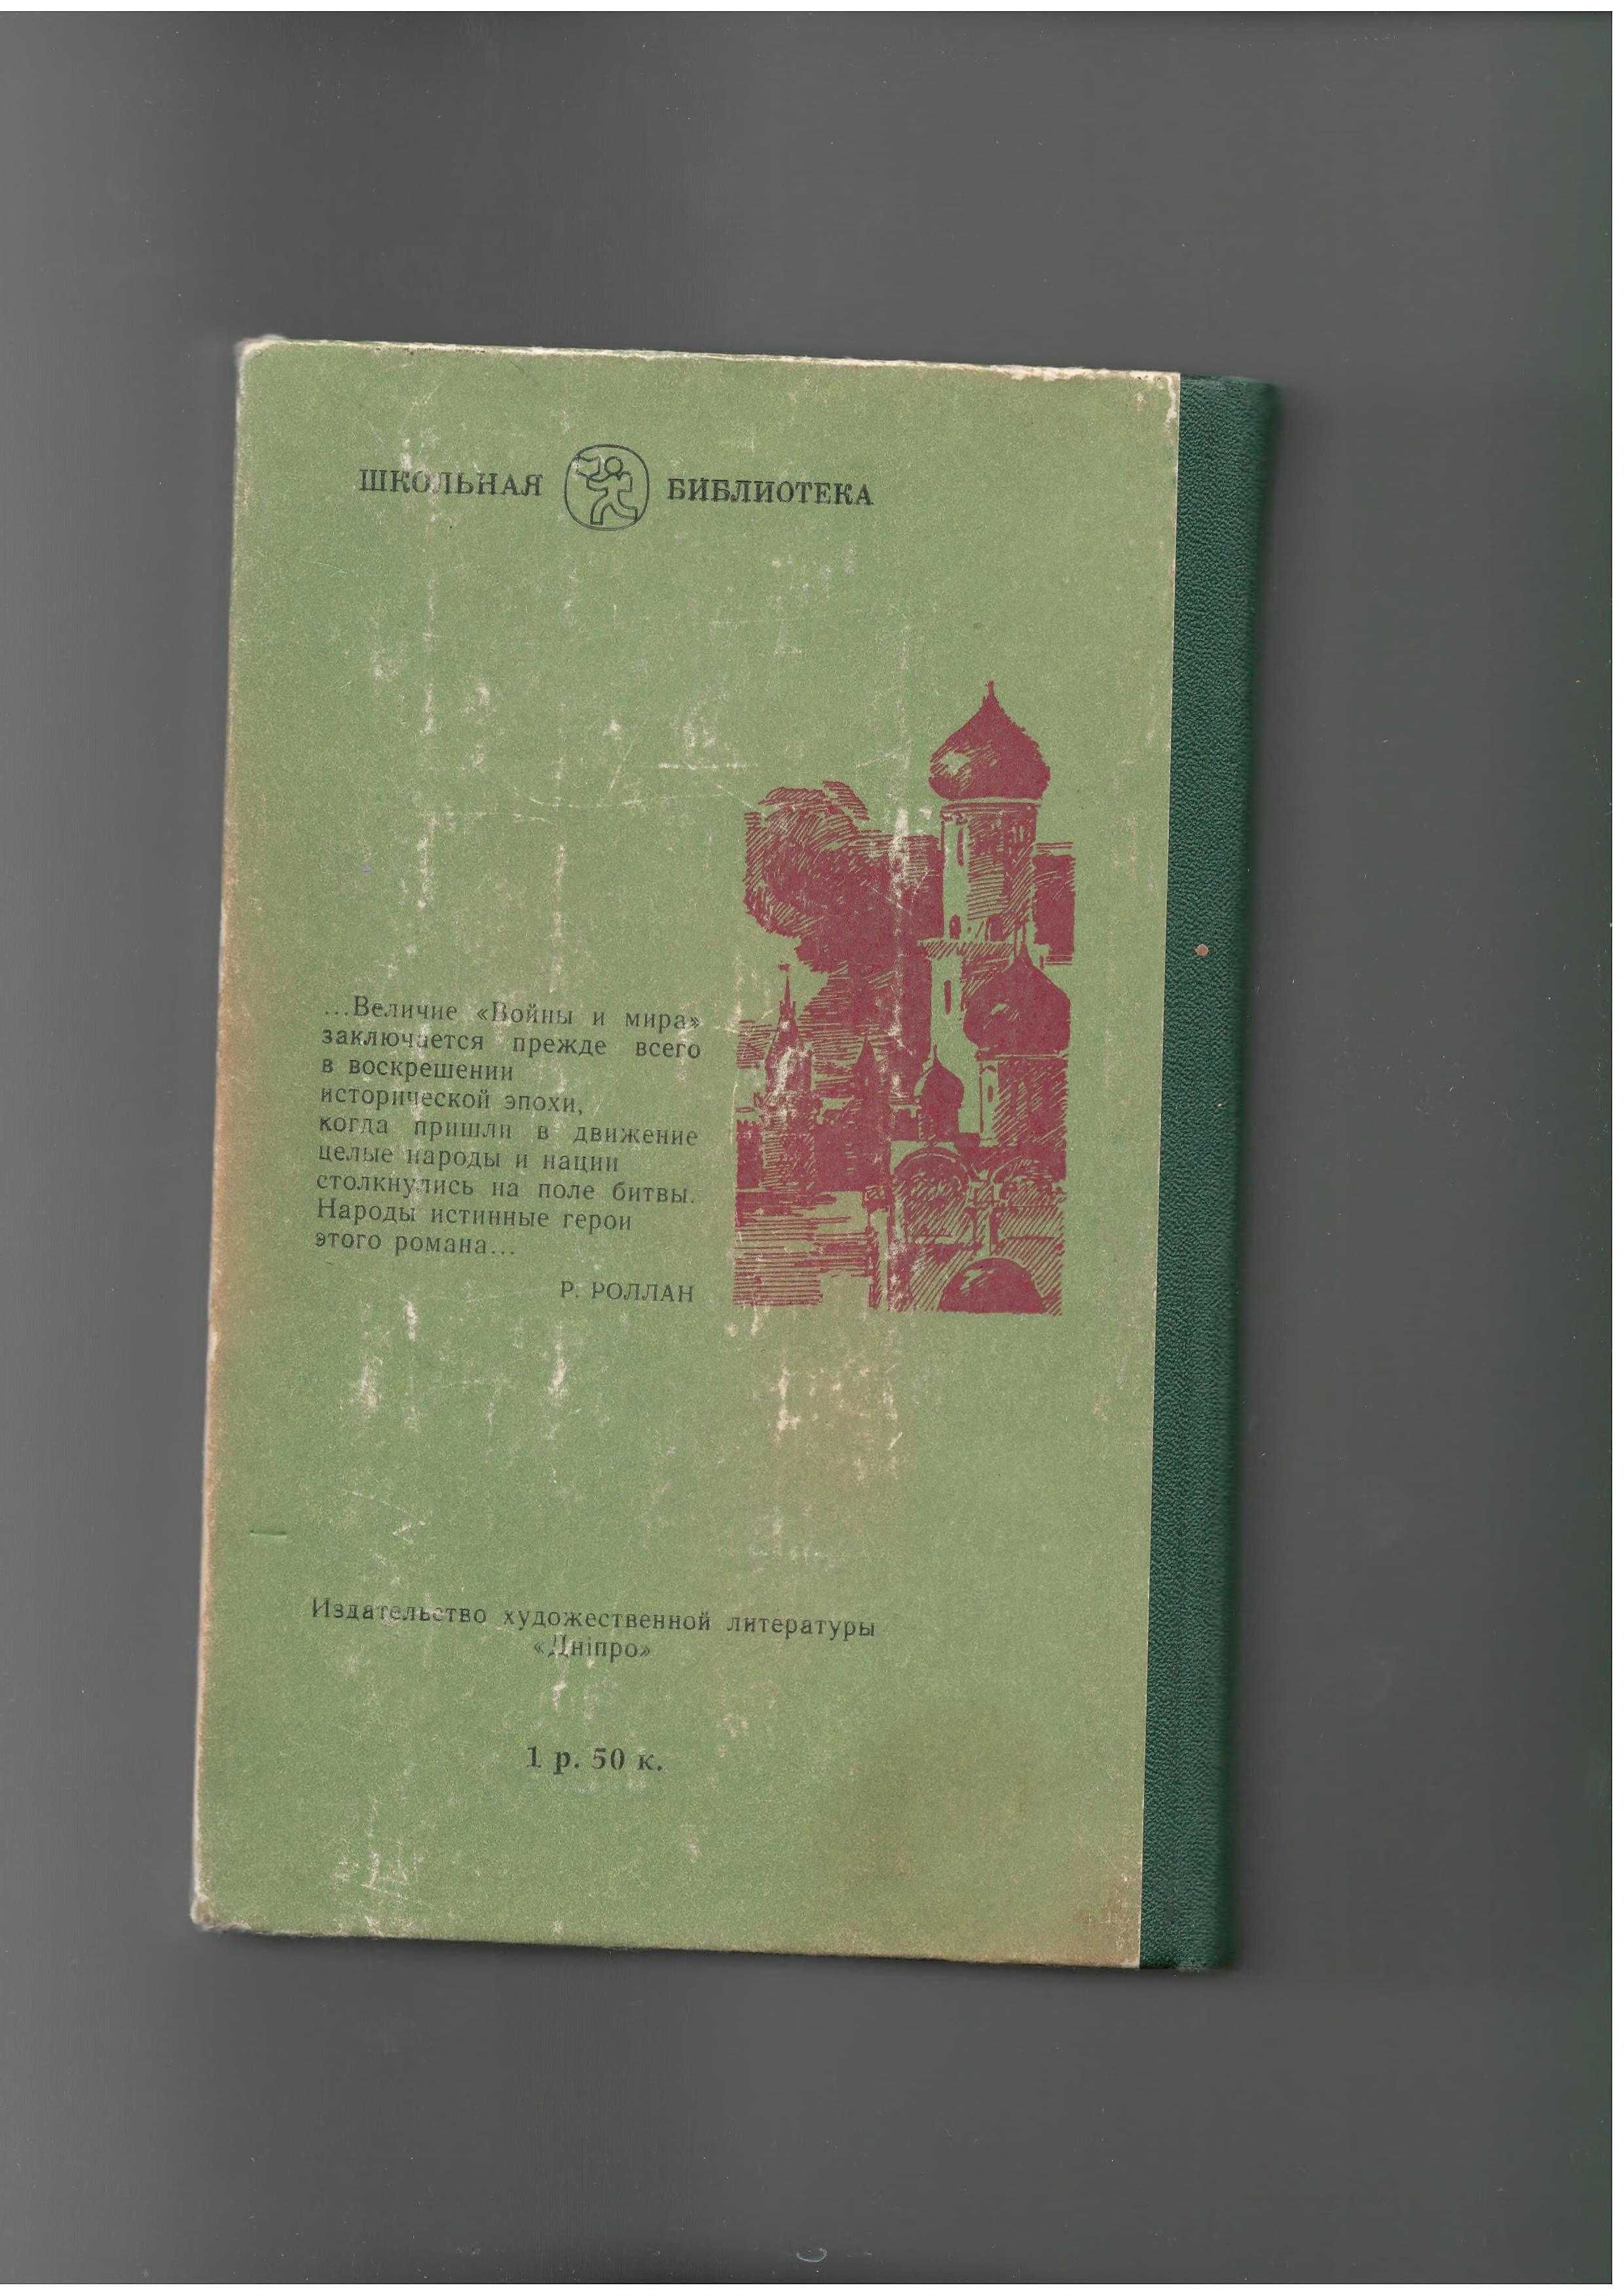 ШКОЛЬНАЯ БИБЛИОТЕКА
...Величие «Войны и мира»
заключается прежде всего
в воскрешении
исторической эпохи,
когда пришли в движение
целые народы и нации
столкнулись на поле битвы.
Народы истинные герои
этого романа...
Р. РОЛЛАН
Издательство художественной литературы
«Дніпро»
1 р. 50 к.